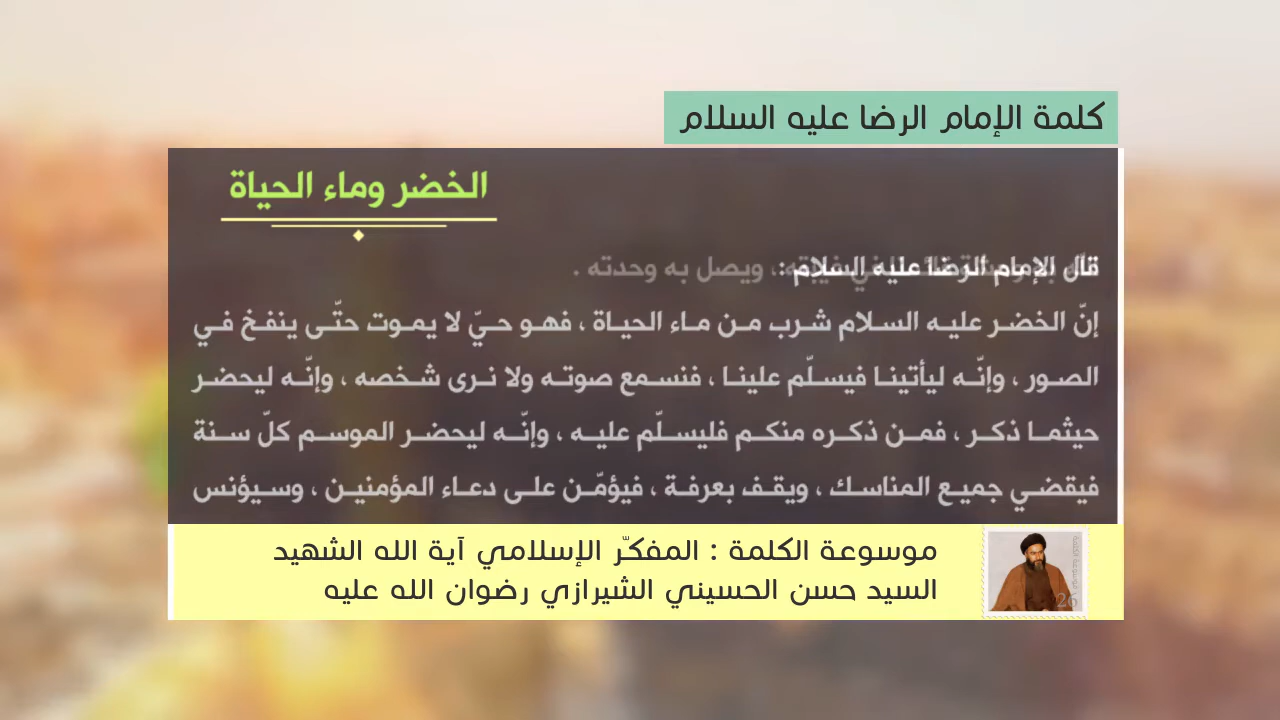 كلمة الإمام الرضا عليه السلام
الخضر وماء الحياة
قال الإمام الرضا عليه السلام :
، ويصل به وحدته .
إنّ الخضر عليه السلام شرب من ماء الحياة ، فهو حيّ لا يموت حتّى ينفخ في
الصور ، وإنّه ليأتينا فيسلّم علينا ، فنسمع صوته ولا نرى شخصه ، وإنّه ليحضر
حيثما ذكر ، فمن ذكره منكم فليسلّم عليه ، وإنّه ليحضر الموسم كلّ سنة
فيقضي جميع المناسك ، ويقف بعرفة ، فيؤمّن على دعاء المؤمنين ، وسيؤنس
موسوعة الكلمة : المفكّر الإسلامي آية الله الشهيد
السيد حسن الحسيني الشيرازي رضوان الله عليه
26